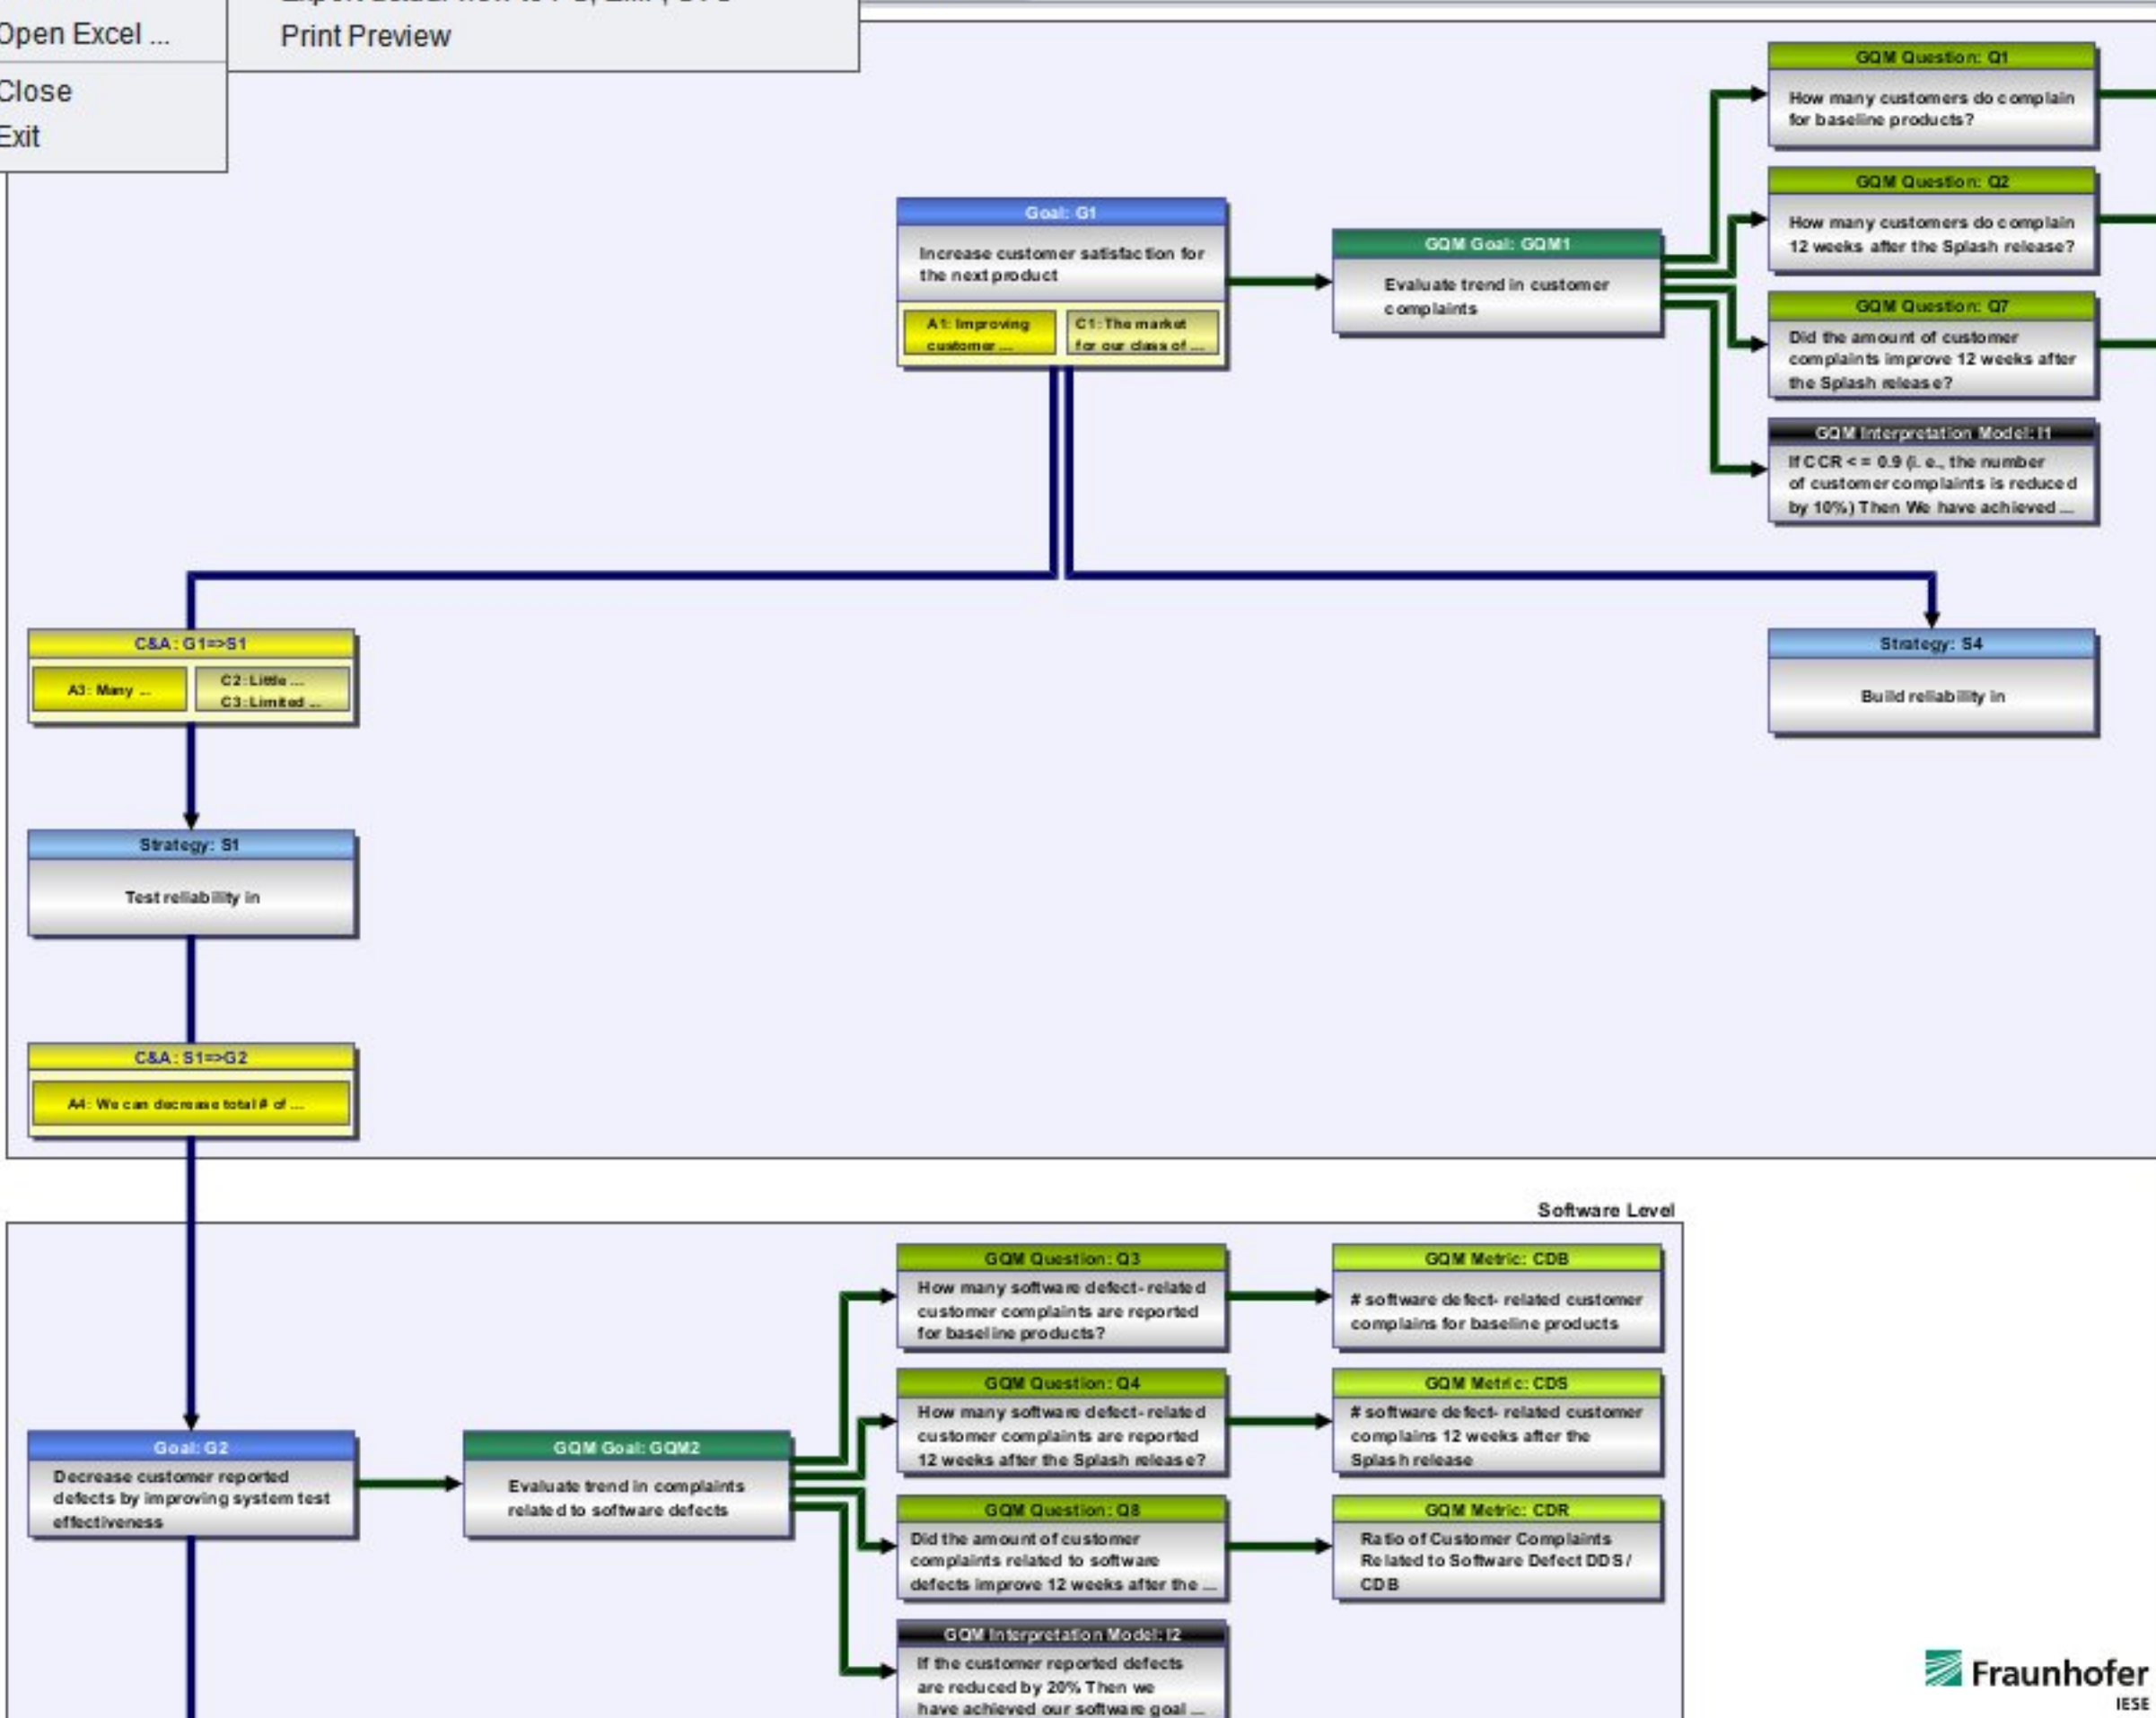 Open Excel ...
Print Preview
Close
Exit
GQM Question: Q1
How many customers do complain
for baseline products?
GQM Question: Q2
How many customers do complain
12 weeks after the Splash release?
Goal: G1
Increase customer satisfaction for
the next product
A1: Improving
customer ...
C1: The market
for our class of ...
GQM Goal: GQM1
Evaluate trend in customer
complaints
GQM Question: Q7
Did the amount of customer
complaints improve 12 weeks after
the Splash release?
GQM Interpretation Model: I1
If CCR <= 0.9 (i. e., the number
of customer complaints is reduced
by 10%) Then We have achieved ...
C&A: G1=>S1
A3: Many ...
C2: Little ...
C3: Limited ...
Strategy: S4
Build reliability in
Strategy: S1
Test reliability in
C&A: S1=>G2
A4: We can decrease total # of ...
Software Level
GQM Question: Q3
How many software defect-related
customer complaints are reported
for baseline products?
GQM Metric: CDB
# software defect- related customer
complains for baseline products
GQM Question: Q4
How many software defect-related
customer complaints are reported
12 weeks after the Splash release?
GQM Metric: CDS
# software defect- related customer
complains 12 weeks after the
Splash release
Goal: G2
Decrease customer reported
defects by improving system test
effectiveness
GQM Goal: GQM2
Evaluate trend in complaints
related to software defects
GQM Question: Q8
Did the amount of customer
complaints related to software
defects improve 12 weeks after the ...
GQM Metric: CDR
Ratio of Customer Complaints
Related to Software Defect DDS /
CDB
GQM Interpretation Model: I2
If the customer reported defects
are reduced by 20% Then we
have achieved our software goal ...
Fraunhofer
IESE